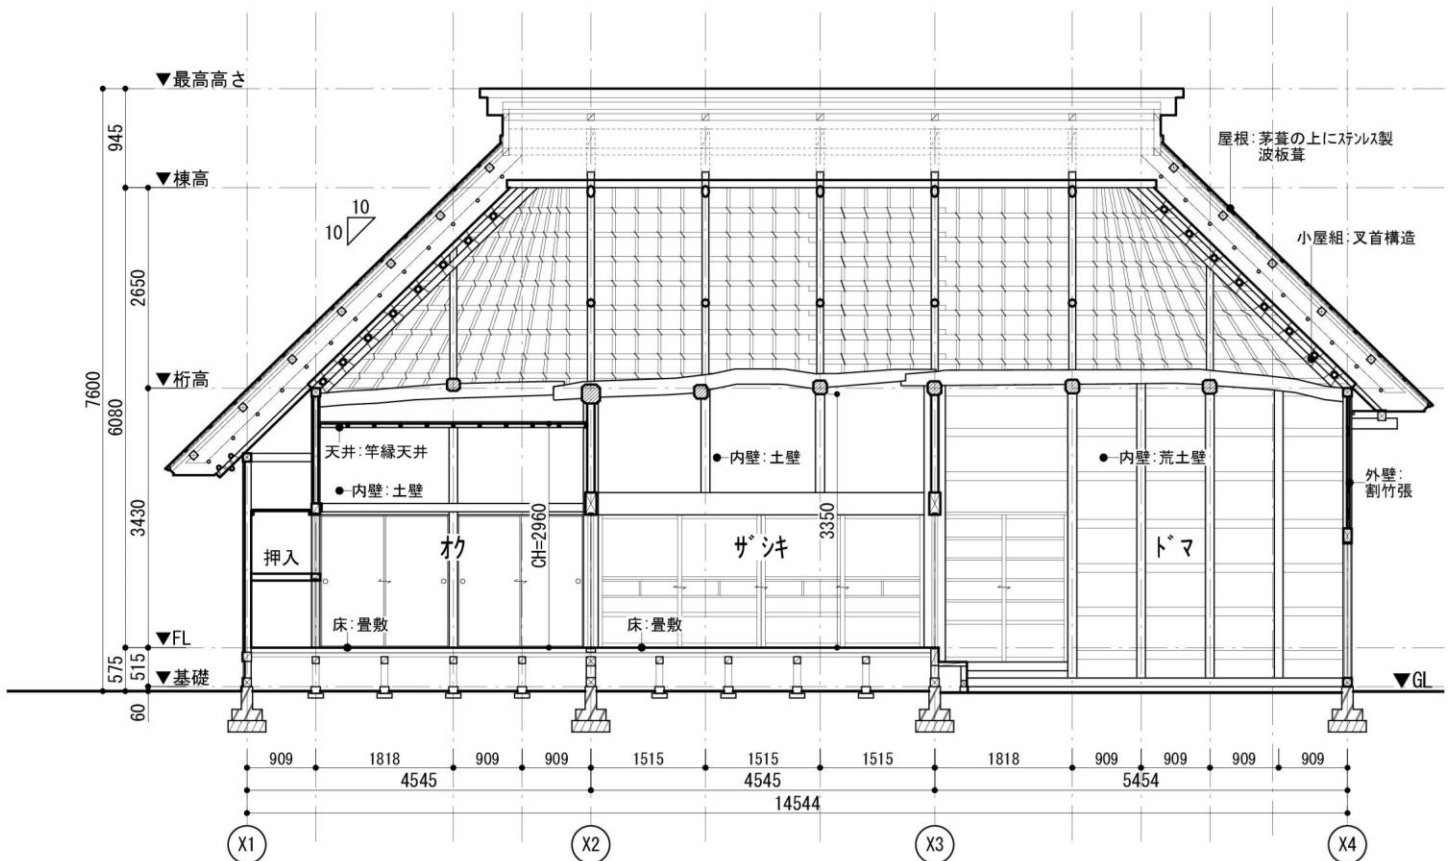 ▼最高高さ
945
屋根：茅葺の上にステンレス製
波板葺
▼棟高
10
10
小屋組：叉首構造
2650
▼桁高
7600
6080
天井：竿縁天井
内壁：土壁
内壁：荒土壁
外壁：
割竹張
内壁：土壁
3430
CH=2960
3350
押入
オク
ザシキ
ドマ
床：畳敷
床：畳敷
▼FL
575
515
▼基礎
▼GL
60
909
1818
909
909
1515
1515
1515
1818
909
909
909
909
4545
4545
5454
14544
X1
X2
X3
X4